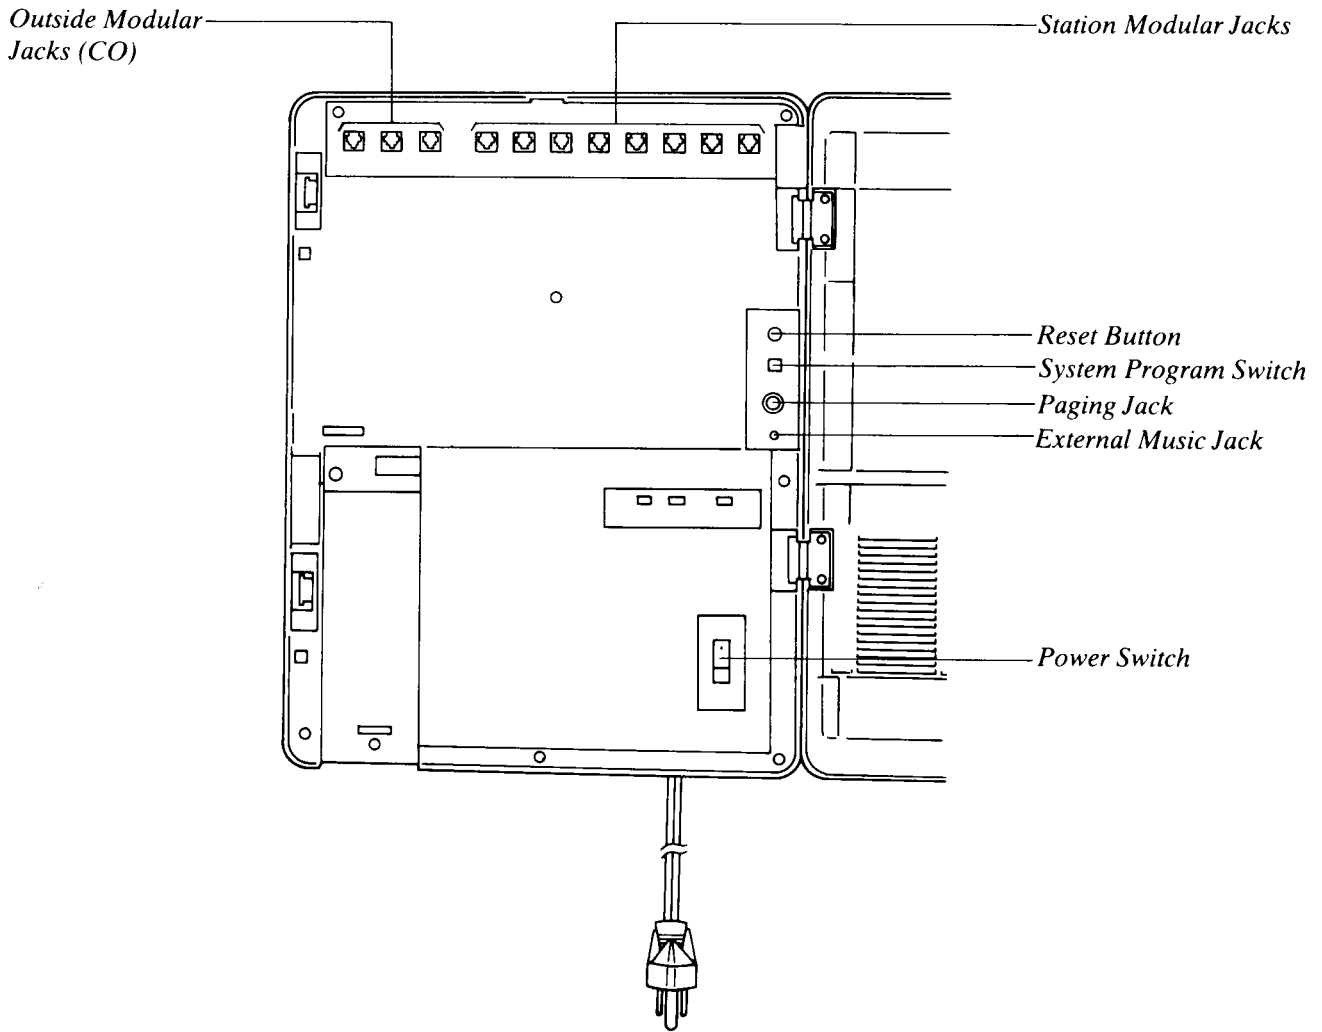 Outside Modular
Jacks (CO)
Station Modular Jacks
Reset Button
System Program Switch
Paging Jack
External Music Jack
Power Switch